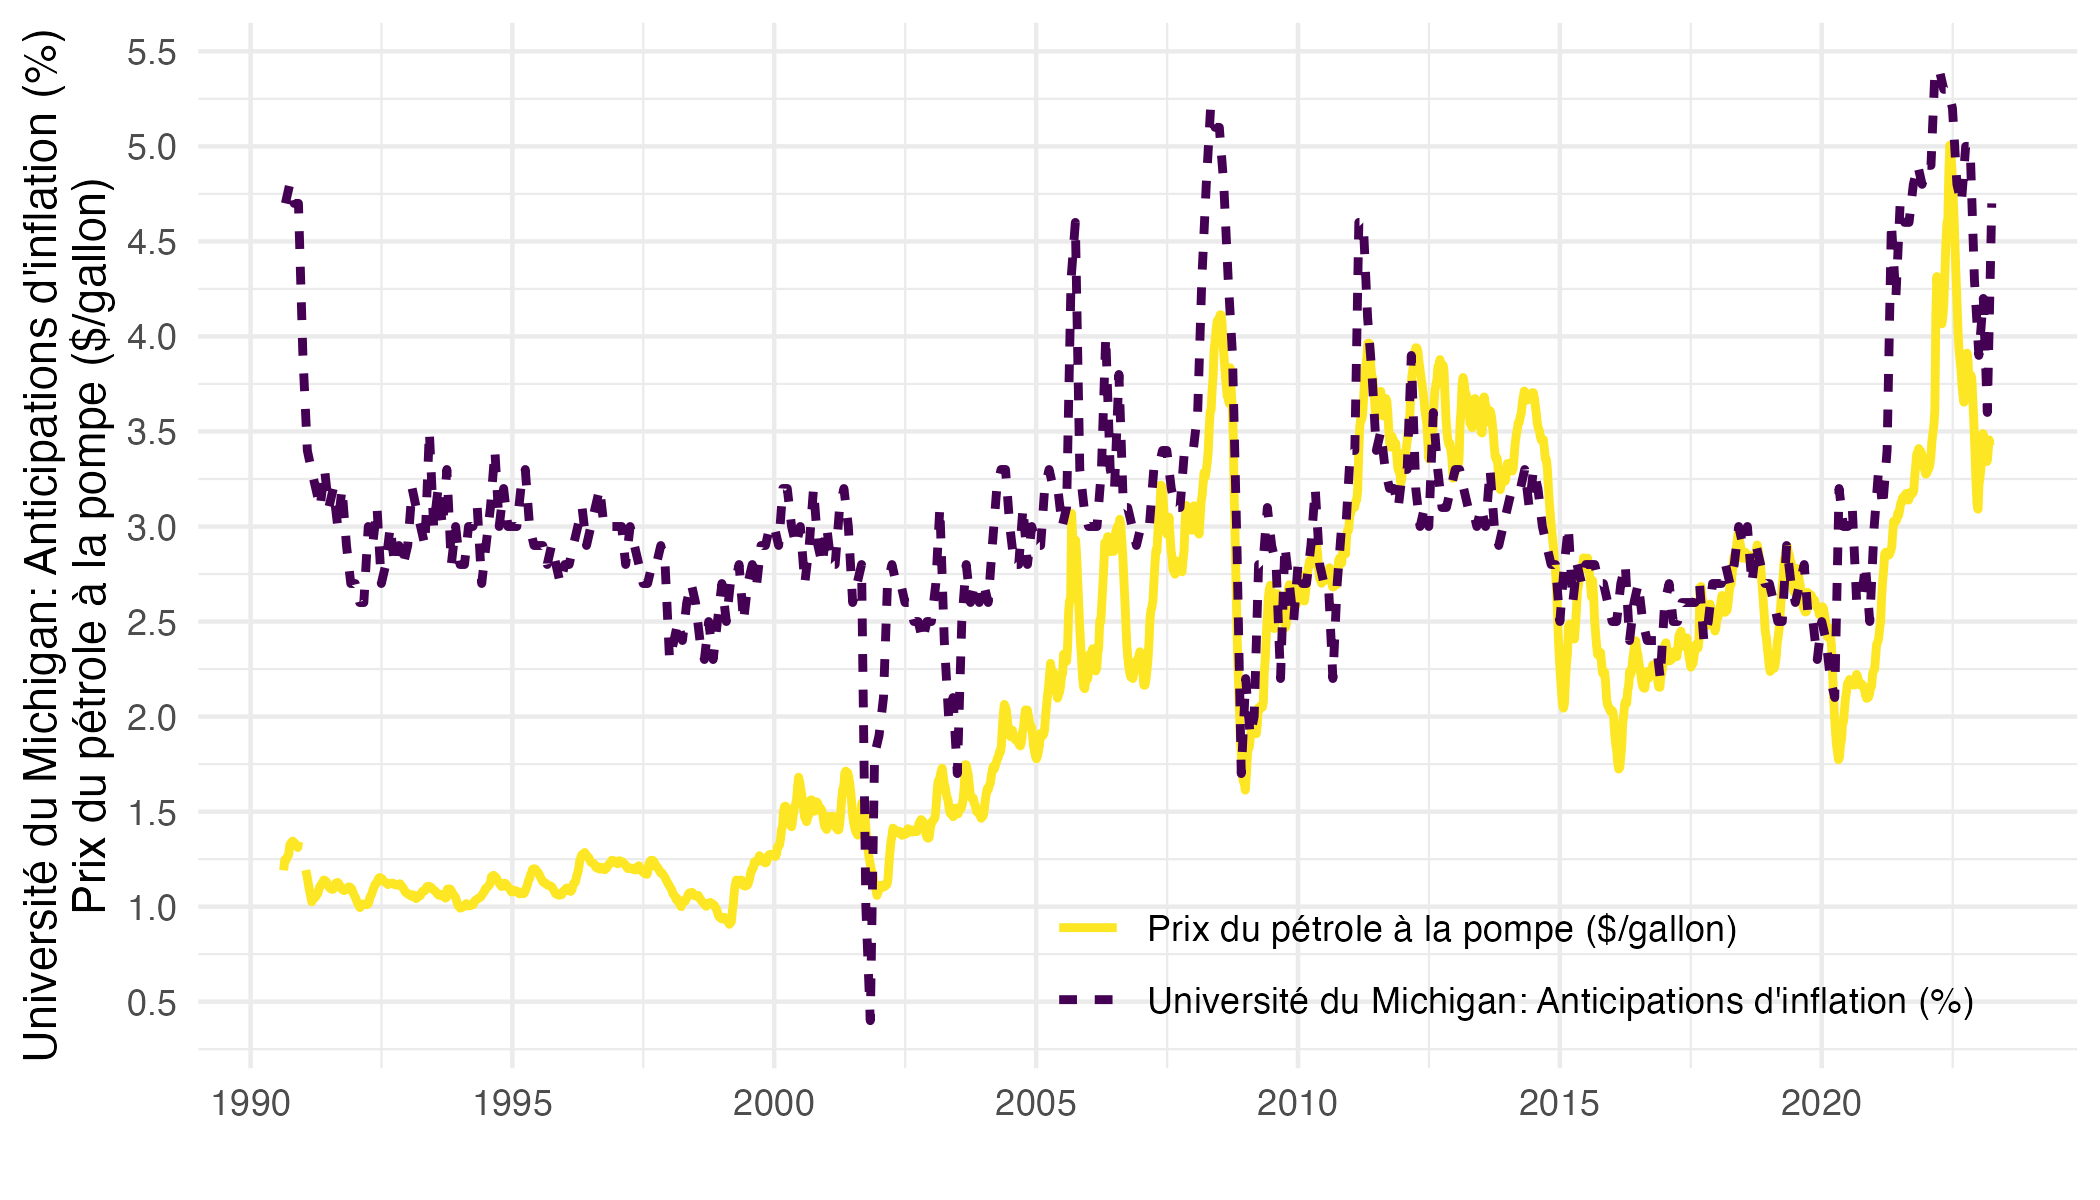 Université du Michigan: Anticipations d'inflation (%)
Prix du pétrole à la pompe ($/gallon)
5.5
5.0
4.5
4.0
3.5
3.0
2.5
2.0
1.5
1.0
0.5
Prix du pétrole à la pompe ($/gallon)
Université du Michigan: Anticipations d'inflation (%)
1990 1995 2000 2005 2010 2015 2020